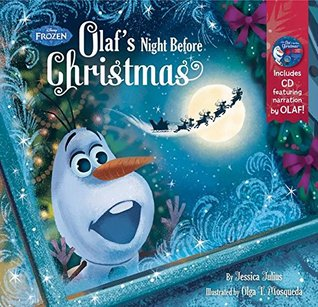 Disney
FROZEN
Olaf's
Night Before
Christmas
Includes
CD
featuring
narration
by OLAF!
By Jessica Julius
Illustrated by Olga T. Mosqueda